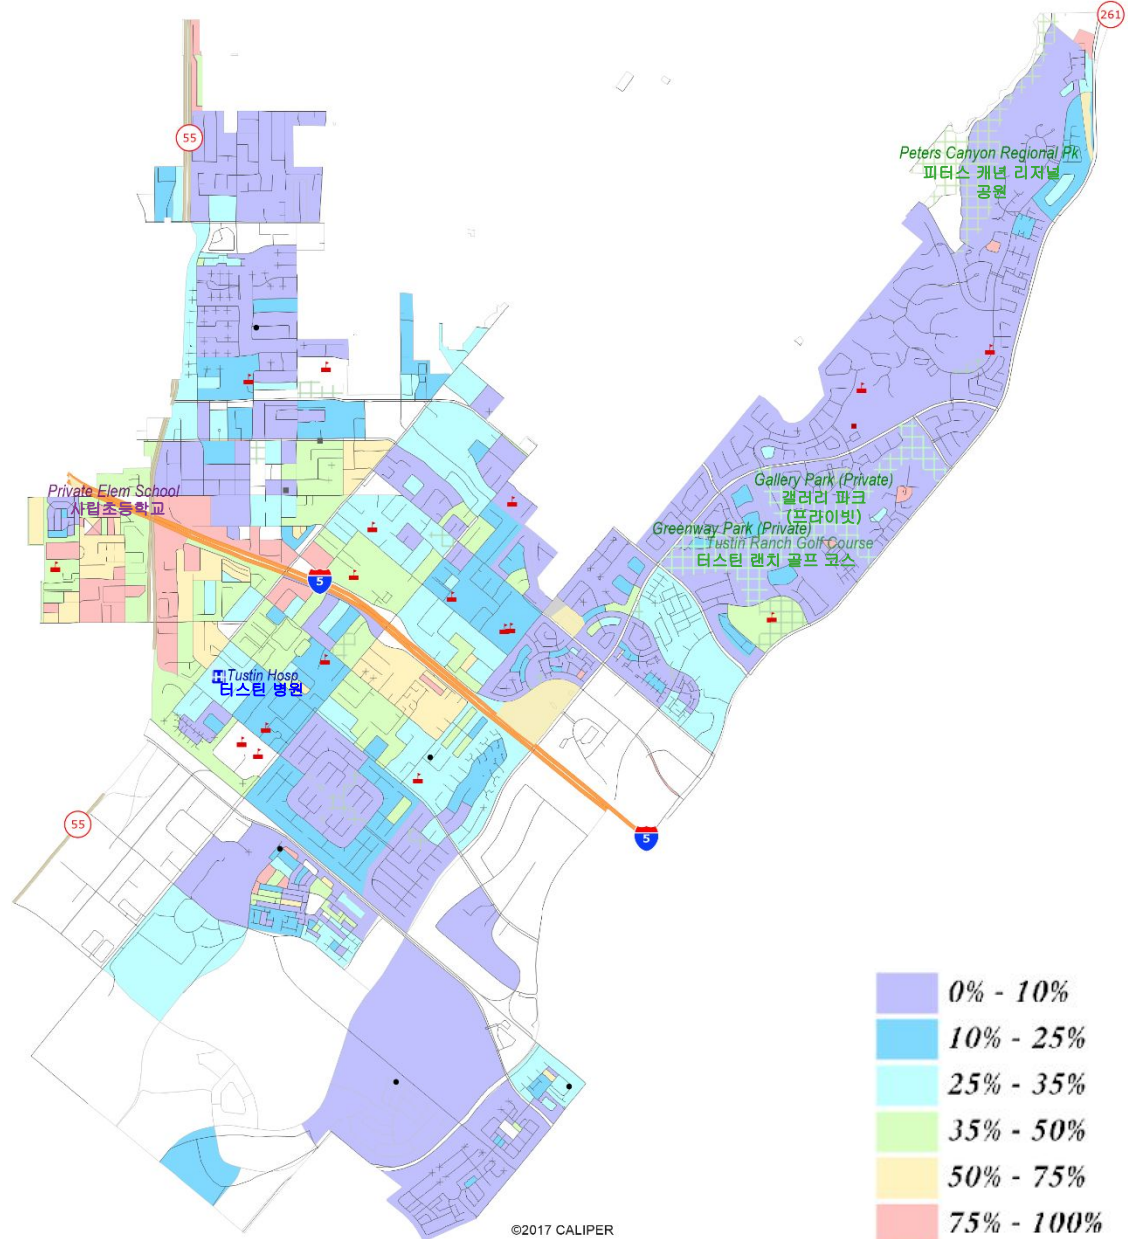 261
55
Peters Canyon Regional Pk
피터스 캐년 리저널
공원
Private Elem School
사립초등학교
Gallery Park (Private)
갤러리 파크
(프라이빗)
Greenway Park (Private)
Tustin Ranch Golf Course
터스틴 랜치 골프 코스
5
H
Tustin Hosp
터스틴 병원
55
5
0% - 10%
10% - 25%
25% - 35%
35% - 50%
50% - 75%
75% - 100%
©2017 CALIPER